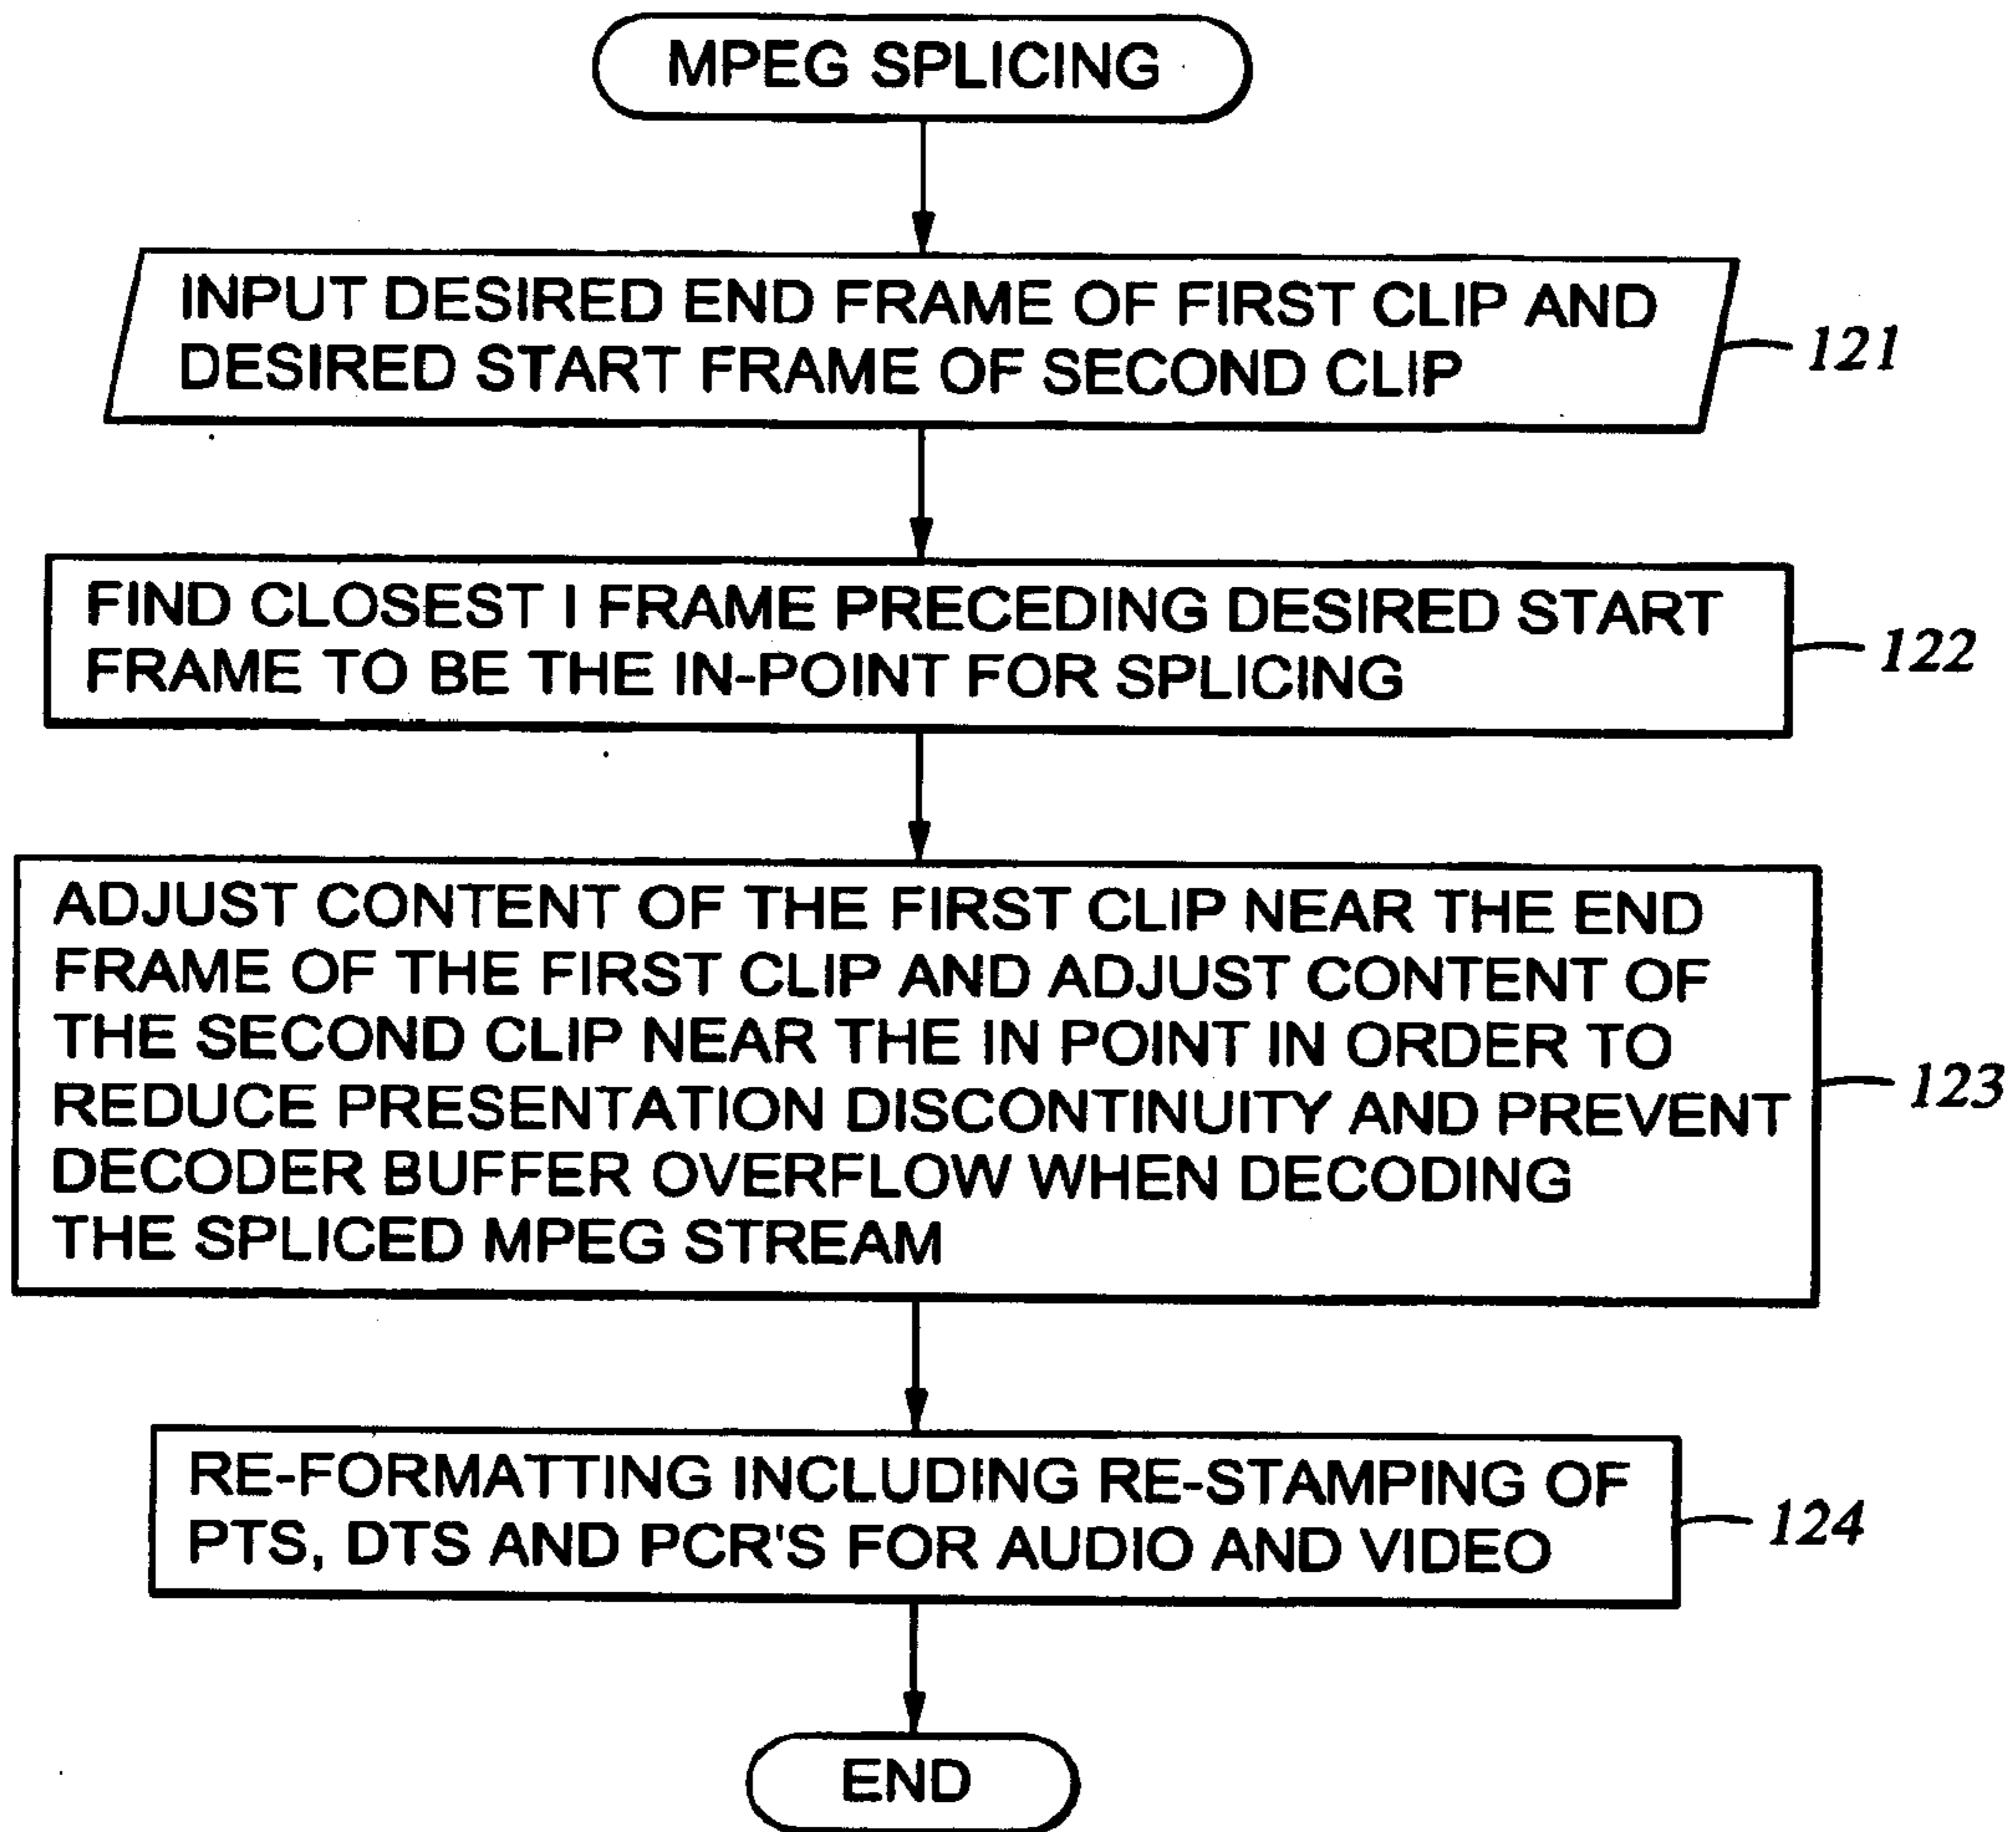 MPEG SPLICING
INPUT DESIRED END FRAME OF FIRST CLIP AND
DESIRED START FRAME OF SECOND CLIP
121
FIND CLOSEST I FRAME PRECEDING DESIRED START
FRAME TO BE THE IN-POINT FOR SPLICING
122
ADJUST CONTENT OF THE FIRST CLIP NEAR THE END
FRAME OF THE FIRST CLIP AND ADJUST CONTENT OF
THE SECOND CLIP NEAR THE IN POINT IN ORDER TO
REDUCE PRESENTATION DISCONTINUITY AND PREVENT
DECODER BUFFER OVERFLOW WHEN DECODING
THE SPLICED MPEG STREAM
123
RE-FORMATTING INCLUDING RE-STAMPING OF
PTS, DTS AND PCR'S FOR AUDIO AND VIDEO
124
END